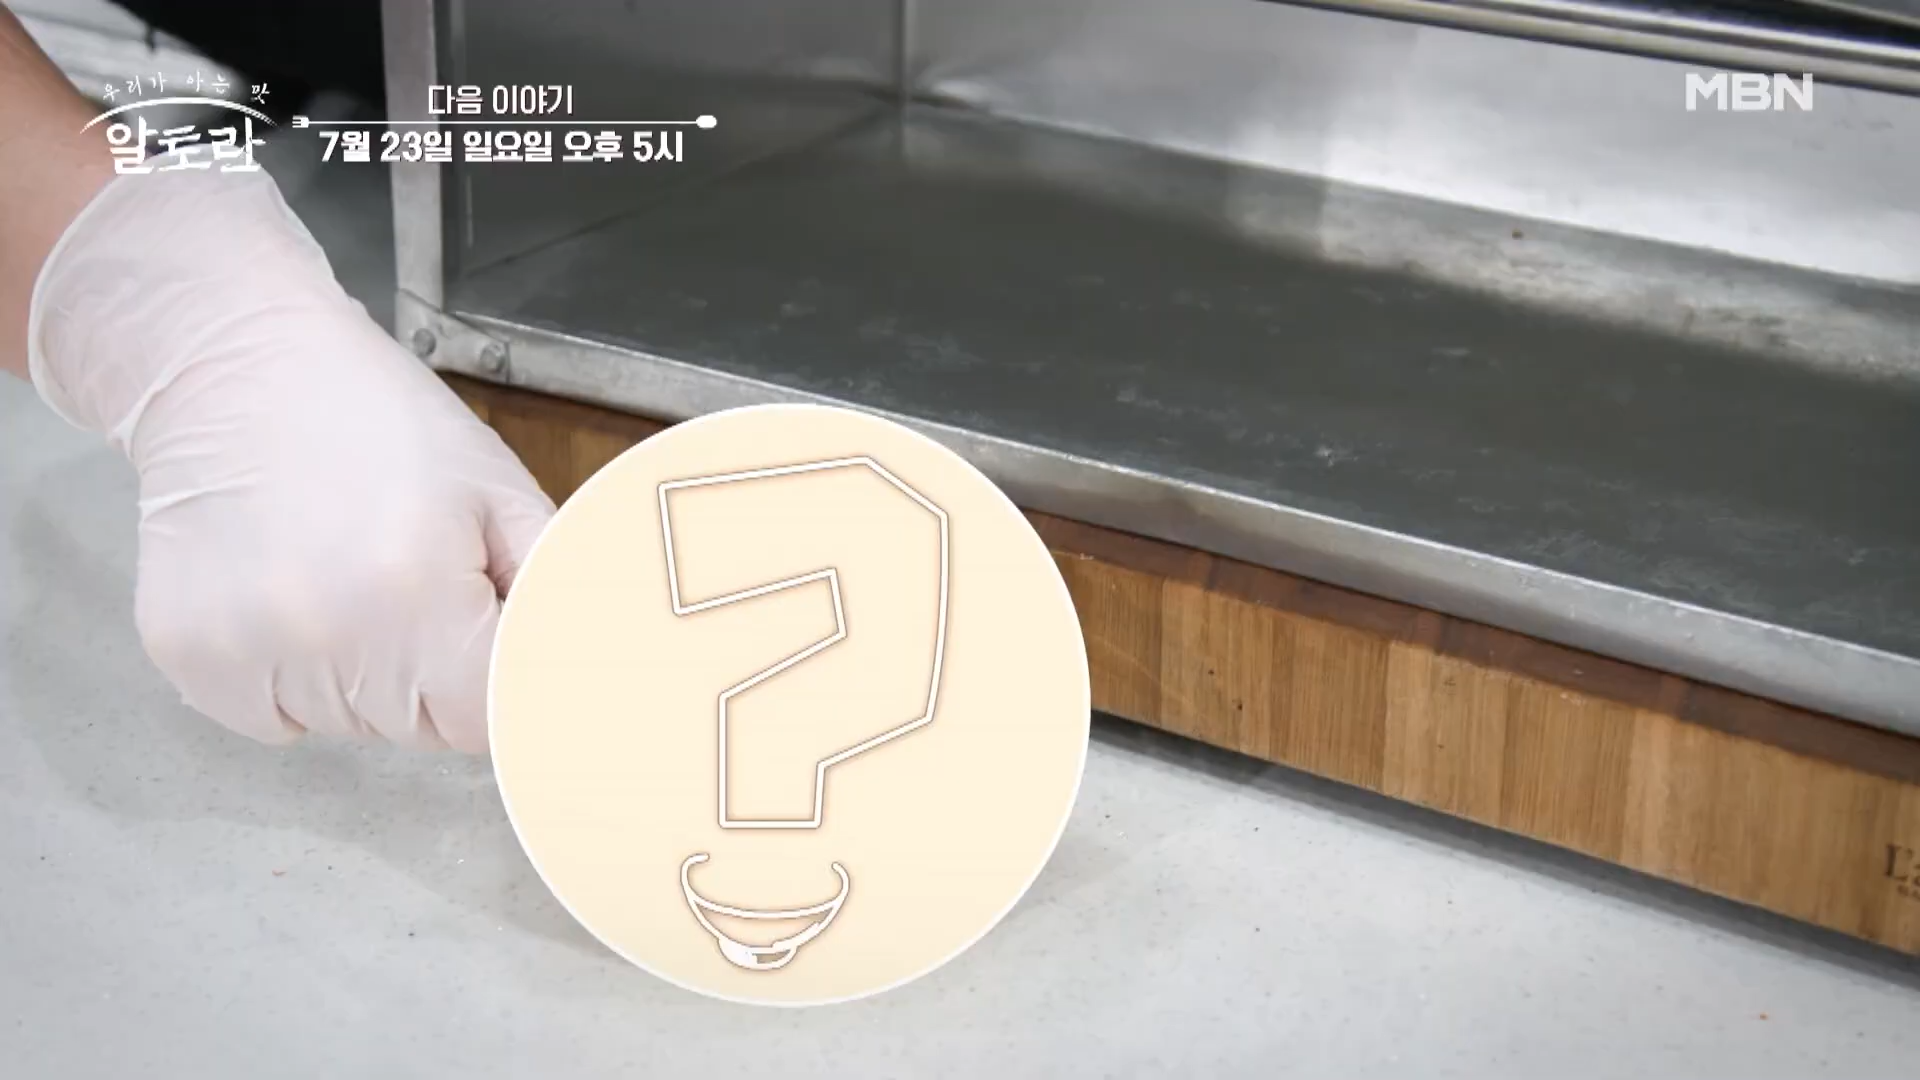 우리가 아는 맛
알토란
다음 이야기
7월 23일 일요일 오후 5시
MBN
?